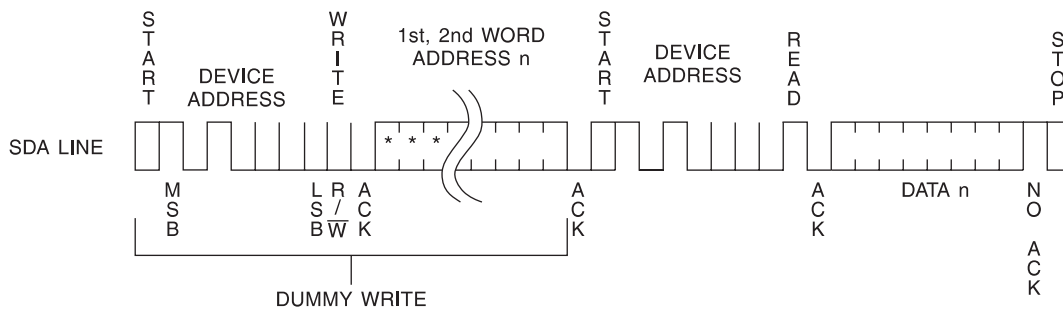 START
WRITE
1st, 2nd WORD
ADDRESS n
START
DEVICE
ADDRESS
READ
STOP
DEVICE
ADDRESS
SDA LINE
* * *
MSB
LSB
R/W̅
ACK
ACK
ACK
DATA n
NO ACK
DUMMY WRITE